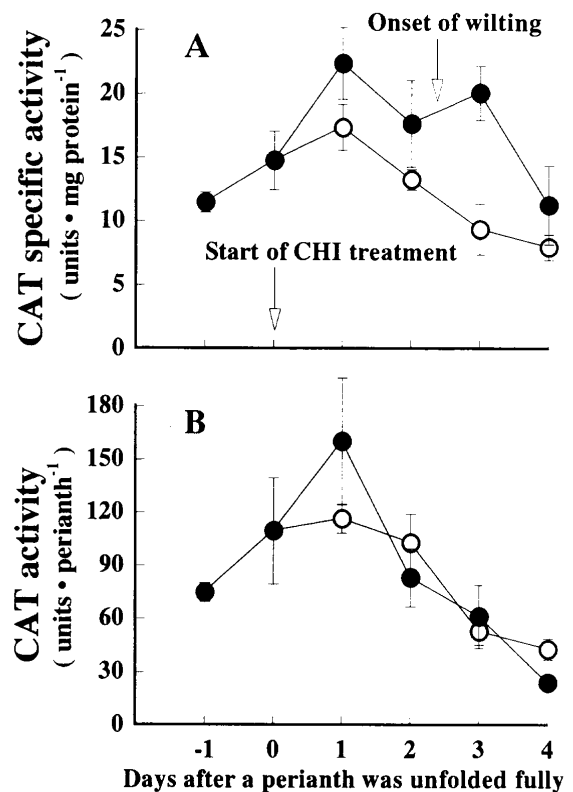 A
Onset of wilting
CAT specific activity
( units • mg protein-1 )
25
20
15
10
5
0
Start of CHI treatment
B
CAT activity
( units • perianth-1 )
180
150
120
90
60
30
0
-1 0 1 2 3 4
Days after a perianth was unfolded fully